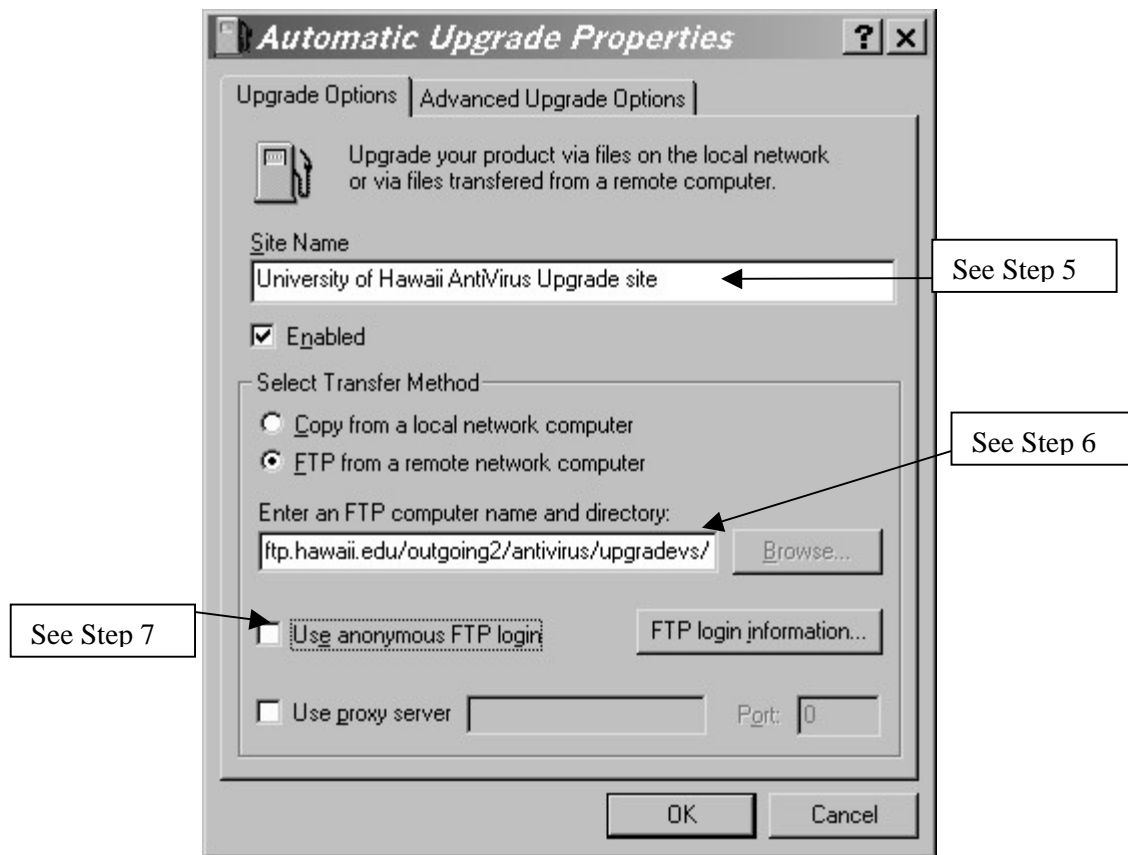 Automatic Upgrade Properties
Upgrade Options
Advanced Upgrade Options
Upgrade your product via files on the local network
or via files transfered from a remote computer.
Site Name
University of Hawaii AntiVirus Upgrade site
See Step 5
Enabled
Select Transfer Method
Copy from a local network computer
FTP from a remote network computer
See Step 6
Enter an FTP computer name and directory:
ftp.hawaii.edu/outgoing2/antivirus/upgradevs/
Browse...
See Step 7
Use anonymous FTP login
FTP login information...
Use proxy server
Port:
0
OK
Cancel